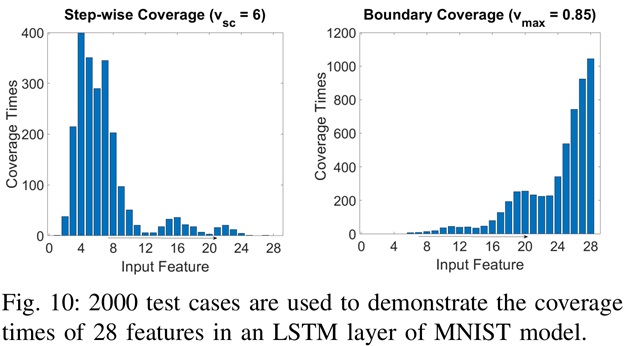 Step-wise Coverage (vsc = 6)
400
300
200
100
0
Coverage Times
0 4 8 12 16 20 24 28
Input Feature
Boundary Coverage (vmax = 0.85)
1200
1000
800
600
400
200
0
Coverage Times
0 4 8 12 16 20 24 28
Input Feature
Fig. 10: 2000 test cases are used to demonstrate the coverage
times of 28 features in an LSTM layer of MNIST model.